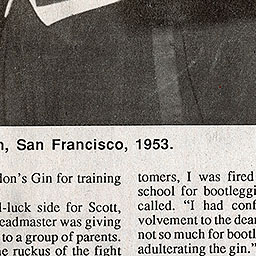 San Francisco, 1953.
don's Gin for training
d-luck side for Scott,
eadmaster was giving
to a group of parents.
he ruckus of the fight
tomers, I was fired
school for bootleggi
called. “I had conf
volvement to the dear
not so much for bootl
adulterating the gin.”